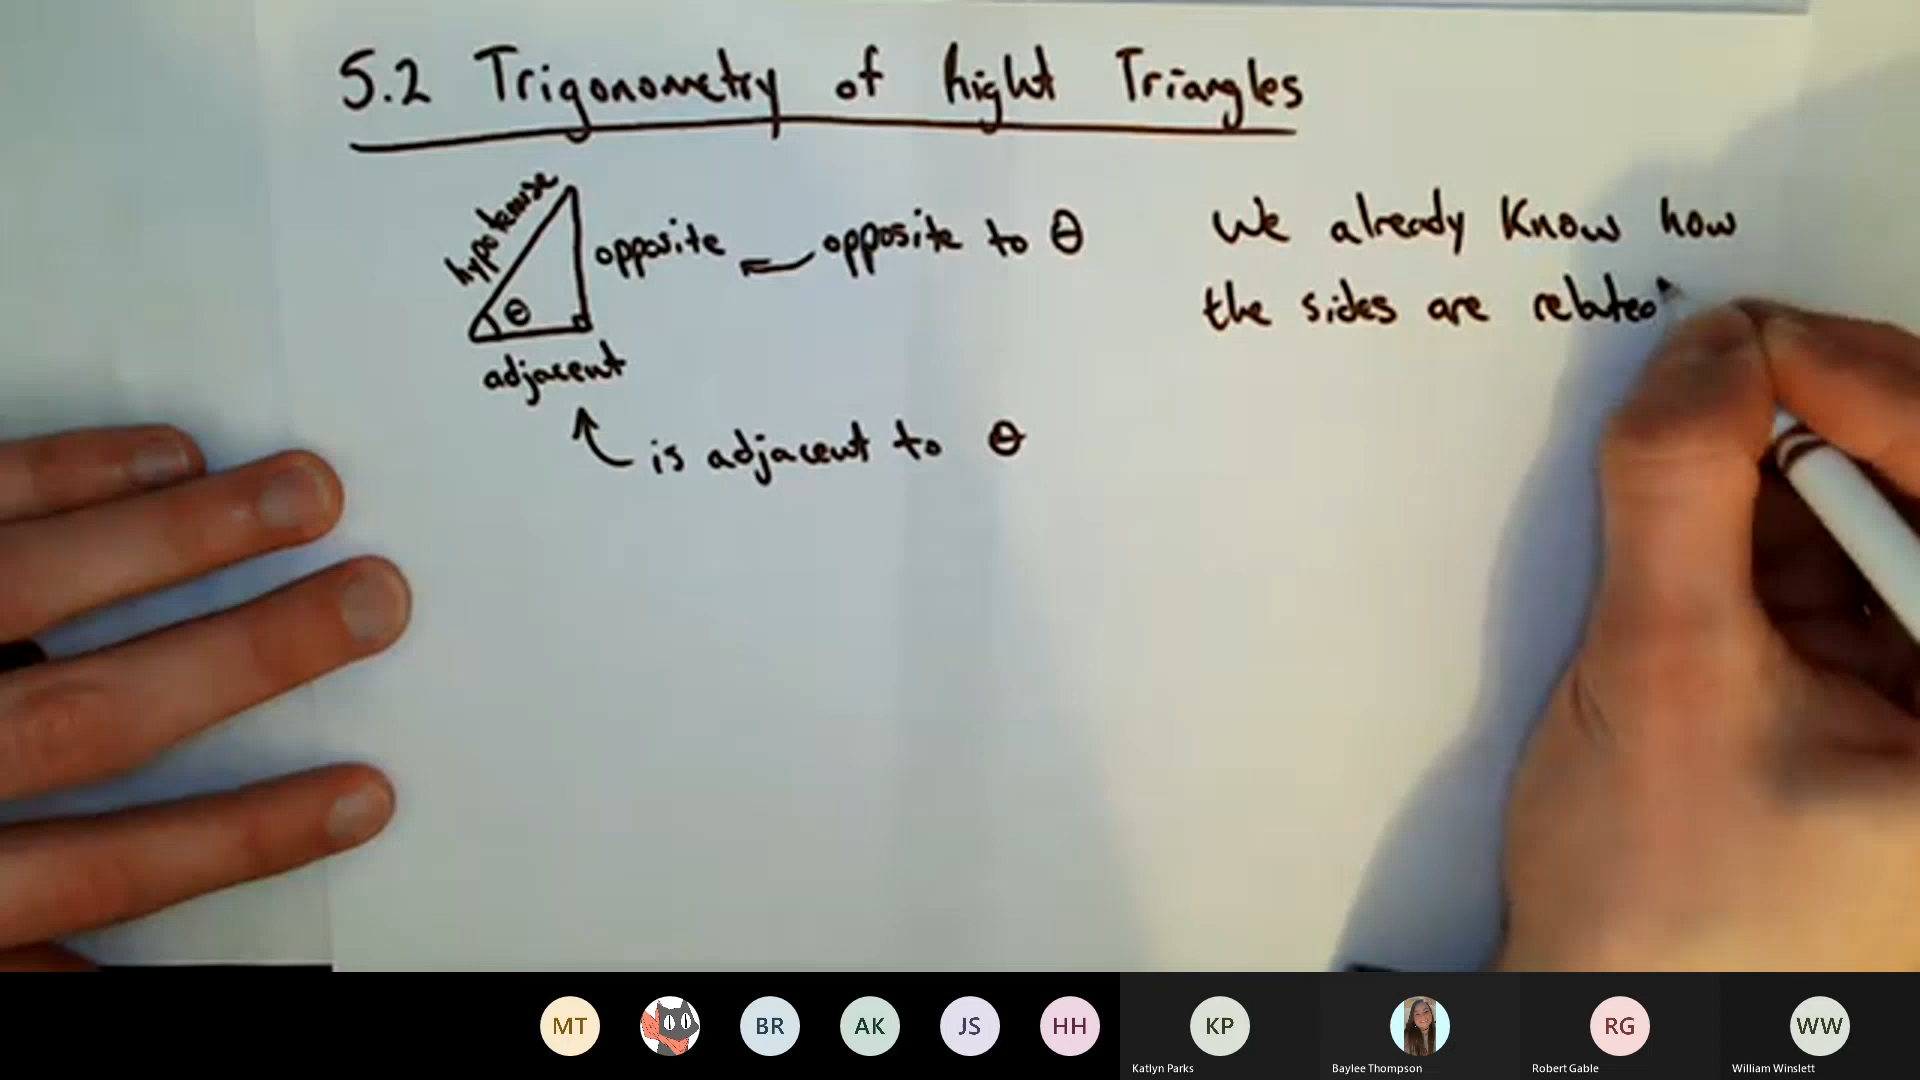 5.2 Trigonometry of Right Triangles
hypotenuse
opposite
opposite to θ
θ
adjacent
is adjacent to θ
We already know how
the sides are related
MT
BR
AK
JS
HH
KP
RG
WW
Katlyn Parks
Baylee Thompson
Robert Gable
William Winslett